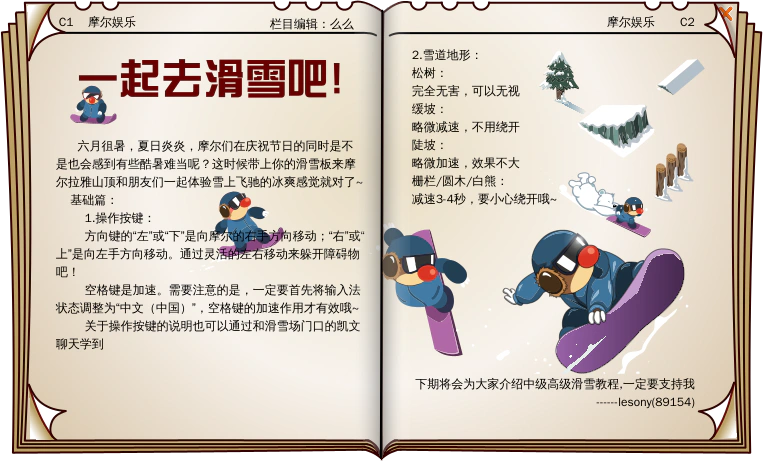 C1 摩尔娱乐
栏目编辑：么么
一起去滑雪吧！
六月徂暑，夏日炎炎，摩尔们在庆祝节日的同时是不
是也会感到有些酷暑难当呢？这时候带上你的滑雪板来摩
尔拉雅山顶和朋友们一起体验雪上飞驰的冰爽感觉就对了~
基础篇：
1.操作按键：
方向键的“左”或“下”是向摩尔的右手方向移动；“右”或“
上”是向左手方向移动。通过灵活的左右移动来躲开障碍物
吧！
空格键是加速。需要注意的是，一定要首先将输入法
状态调整为“中文（中国）”，空格键的加速作用才有效哦~
关于操作按键的说明也可以通过和滑雪场门口的凯文
聊天学到
摩尔娱乐 C2
2.雪道地形：
松树：
完全无害，可以无视
缓坡：
略微减速，不用绕开
陡坡：
略微加速，效果不大
栅栏/圆木/白熊：
减速3-4秒，要小心绕开哦~
下期将会为大家介绍中级高级滑雪教程,一定要支持我
------lesony(89154)